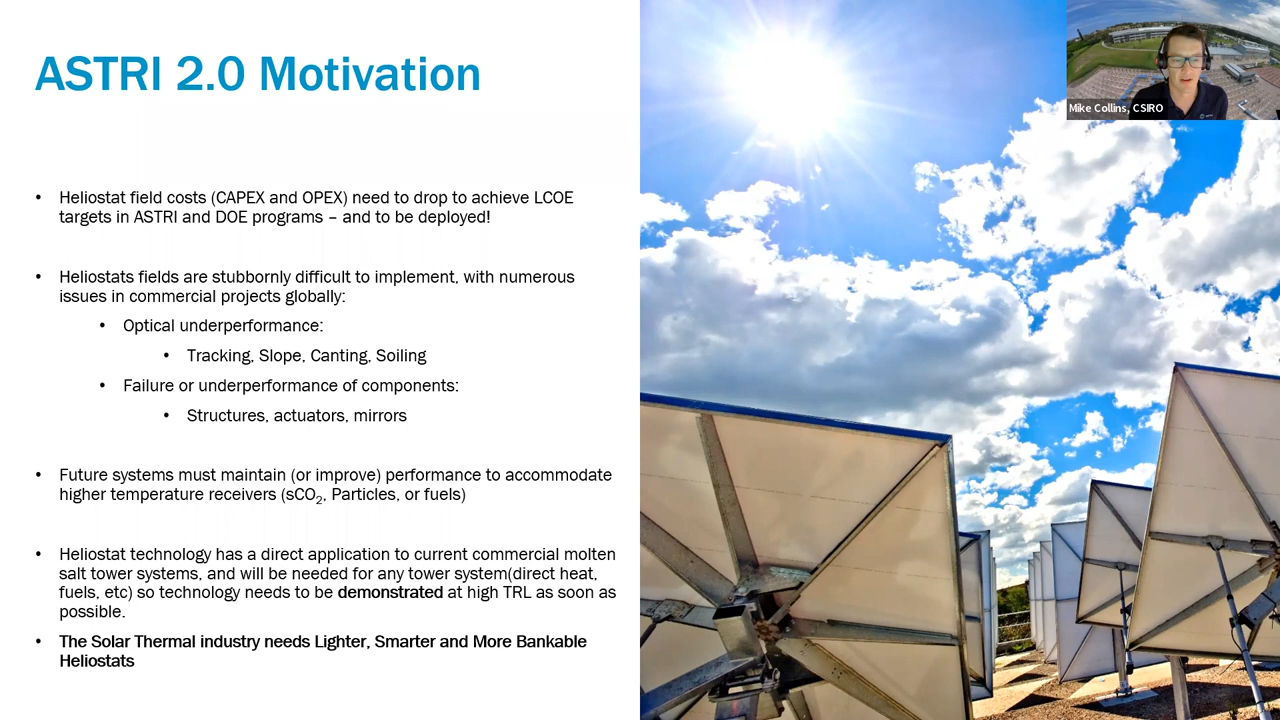 ASTRI 2.0 Motivation
Mike Collins, CSIRO
• Heliostat field costs (CAPEX and OPEX) need to drop to achieve LCOE
targets in ASTRI and DOE programs – and to be deployed!
• Heliostats fields are stubbornly difficult to implement, with numerous
issues in commercial projects globally:
• Optical underperformance:
• Tracking, Slope, Canting, Soiling
• Failure or underperformance of components:
• Structures, actuators, mirrors
• Future systems must maintain (or improve) performance to accommodate
higher temperature receivers (sCO₂, Particles, or fuels)
• Heliostat technology has a direct application to current commercial molten
salt tower systems, and will be needed for any tower system(direct heat,
fuels, etc) so technology needs to be demonstrated at high TRL as soon as
possible.
• The Solar Thermal industry needs Lighter, Smarter and More Bankable
Heliostats